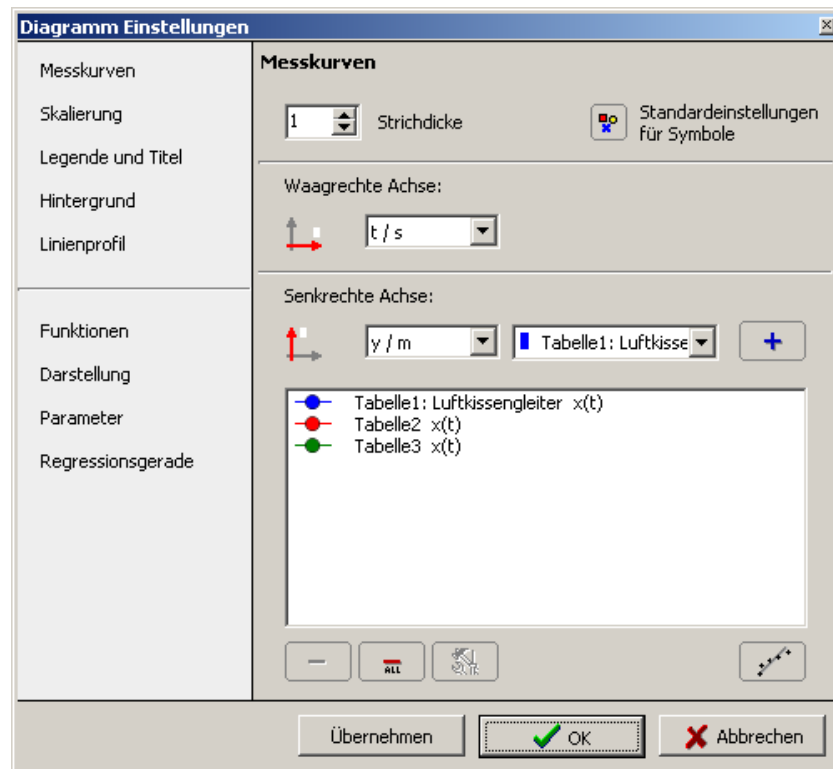 Diagramm Einstellungen
Messkurven
Skalierung
Legende und Titel
Hintergrund
Linienprofil
Funktionen
Darstellung
Parameter
Regressionsgerade
Messkurven
1
Strichdicke
Standardeinstellungen
für Symbole
Waagrechte Achse:
t / s
Senkrechte Achse:
y / m
Tabelle1: Luftkisse
Tabelle1: Luftkissengleiter x(t)
Tabelle2 x(t)
Tabelle3 x(t)
ALL
Übernehmen
OK
Abbrechen